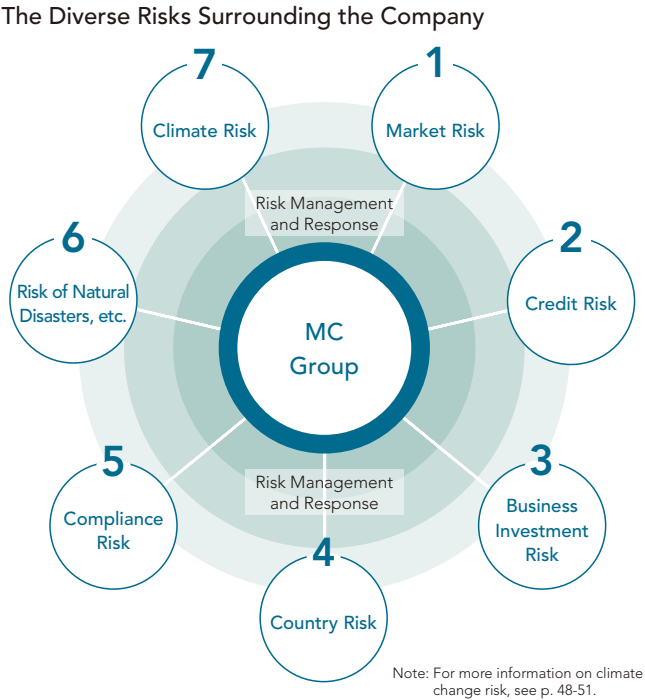 The Diverse Risks Surrounding the Company
7
Climate Risk
1
Market Risk
Risk Management
and Response
6
Risk of Natural
Disasters, etc.
2
Credit Risk
MC
Group
5
Compliance
Risk
3
Business
Investment
Risk
Risk Management
and Response
4
Country Risk
Note: For more information on climate
change risk, see p. 48-51.